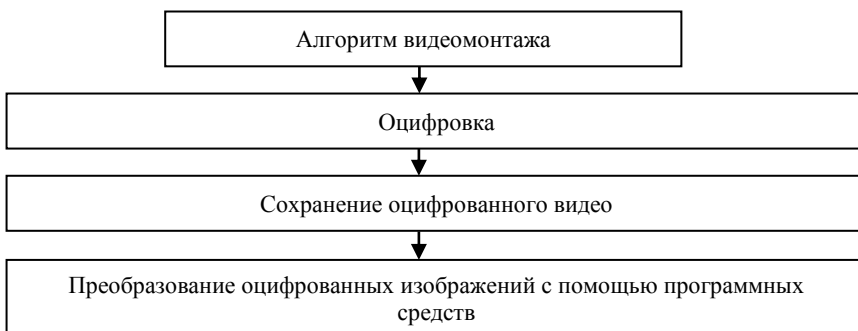 Алгоритм видеомонтажа
Оцифровка
Сохранение оцифрованного видео
Преобразование оцифрованных изображений с помощью программных
средств